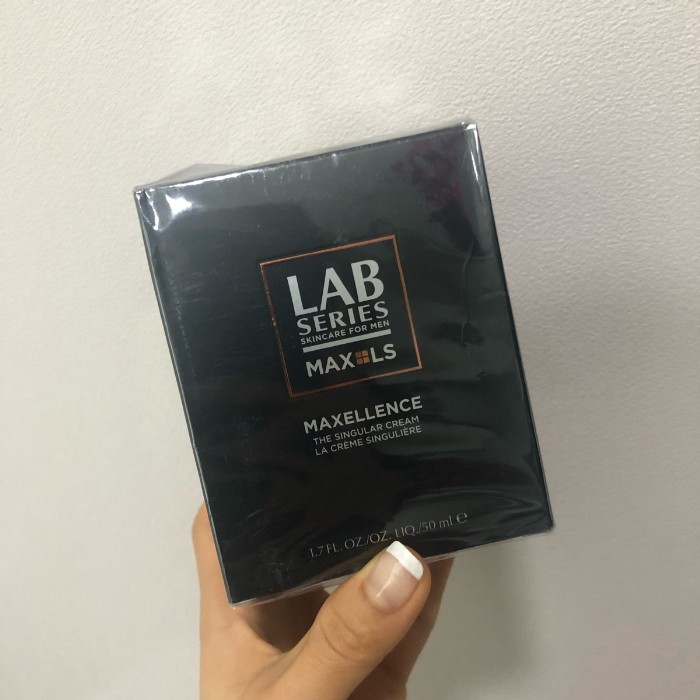 LAB
SERIES
SKINCARE FOR MEN
MAX LS
MAXELLENCE
THE SINGULAR CREAM
LA CRÈME SINGULIÈRE
1.7 FL. OZ./OZ. LIQ./50 ml ℮